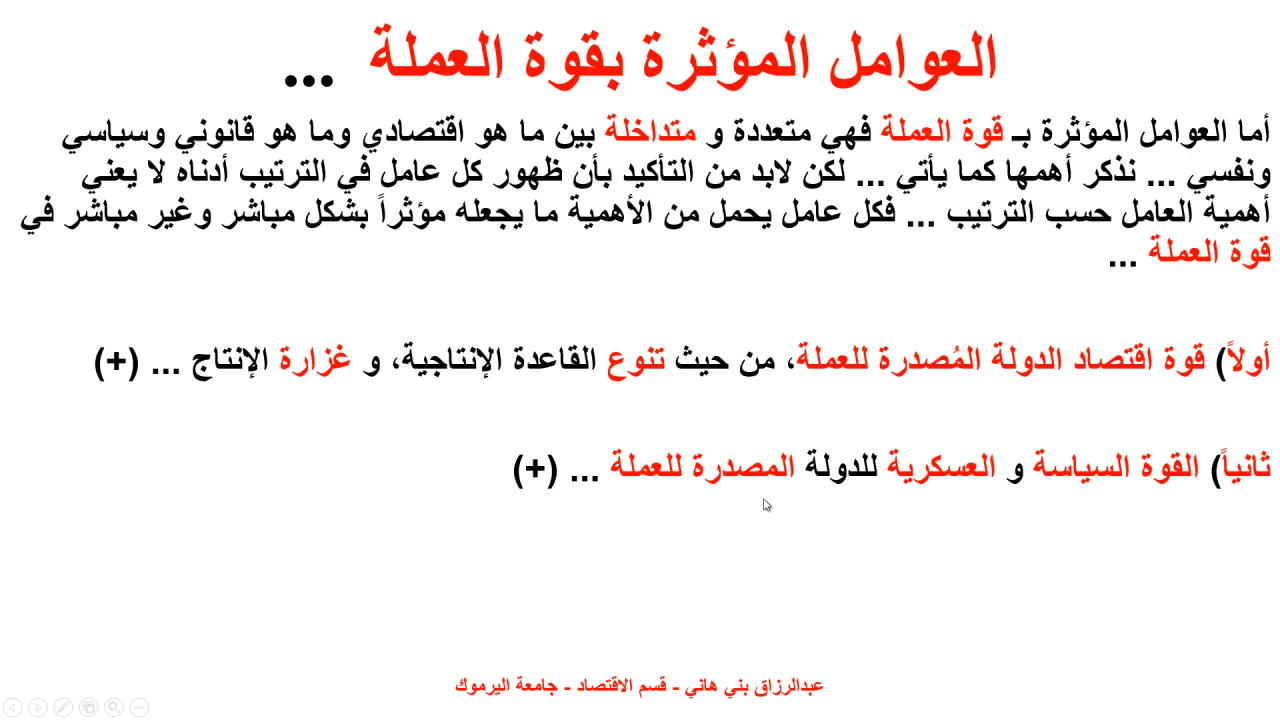 العوامل المؤثرة بقوة العملة ...
أما العوامل المؤثرة بـ قوة العملة فهي متعددة و متداخلة بين ما هو اقتصادي وما هو قانوني وسياسي
ونفسي ... نذكر أهمها كما يأتي ... لكن لابد من التأكيد بأن ظهور كل عامل في الترتيب أدناه لا يعني
أهمية العامل حسب الترتيب ... فكل عامل يحمل من الأهمية ما يجعله مؤثراً بشكل مباشر وغير مباشر في
قوة العملة ...
أولاً) قوة اقتصاد الدولة المُصدرة للعملة، من حيث تنوع القاعدة الإنتاجية، و غزارة الإنتاج ... (+)
ثانياً) القوة السياسة و العسكرية للدولة المصدرة للعملة ... (+)
عبدالرزاق بني هاني - قسم الاقتصاد - جامعة اليرموك